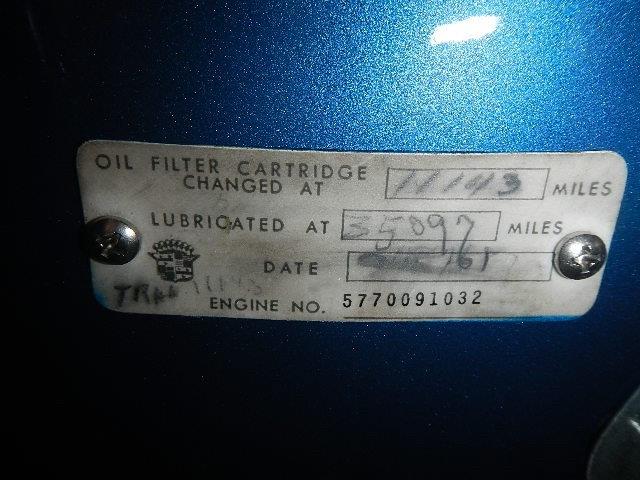 OIL FILTER CARTRIDGE
CHANGED AT 11143 MILES
LUBRICATED AT 35097 MILES
DATE
ENGINE NO. 5770091032